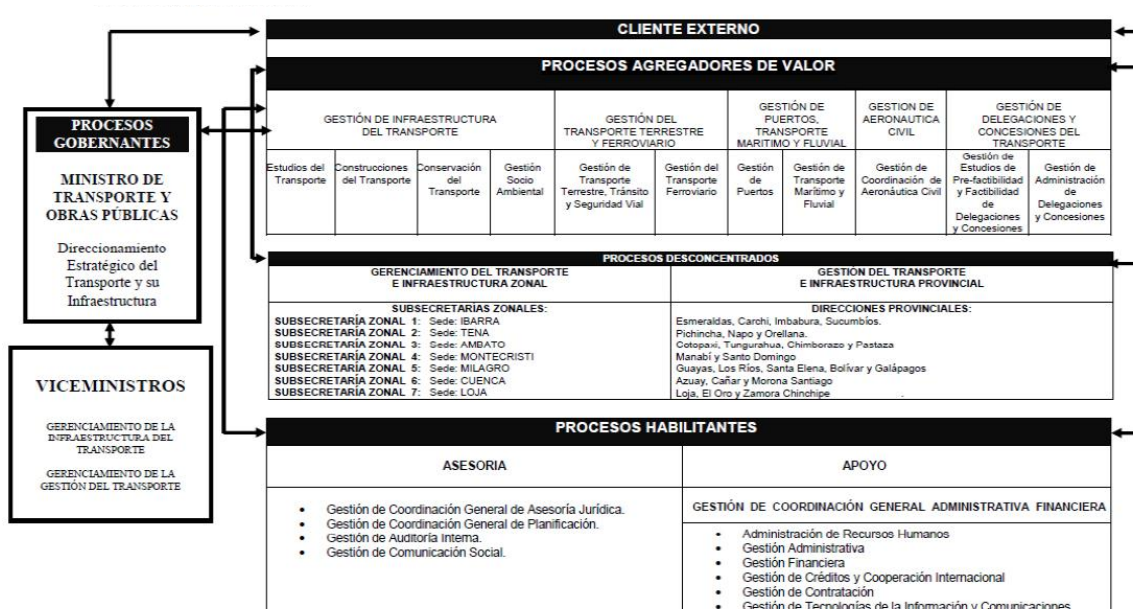 CLIENTE EXTERNO
PROCESOS AGREGADORES DE VALOR
GESTIÓN DE INFRAESTRUCTURA
DEL TRANSPORTE
GESTIÓN DEL
TRANSPORTE TERRESTRE
Y FERROVIARIO
GESTIÓN DE
PUERTOS,
TRANSPORTE
MARITIMO Y FLUVIAL
GESTION DE
AERONAUTICA
CIVIL
GESTIÓN DE
DELEGACIONES Y
CONCESIONES DEL
TRANSPORTE
Estudios del
Transporte
Construcciones
del Transporte
Conservación
del
Transporte
Gestión
Socio
Ambiental
Gestión de
Transporte
Terrestre, Tránsito
y Seguridad Vial
Gestión del
Transporte
Ferroviario
Gestión
de
Puertos
Gestión de
Transporte
Marítimo y
Fluvial
Gestión de
Coordinación de
Aeronáutica Civil
Gestión de
Estudios de
Pre-factibilidad
y Factibilidad
de
Delegaciones
y Concesiones
Gestión de
Administración
de
Delegaciones
y Concesiones
PROCESOS
GOBERNANTES
MINISTRO DE
TRANSPORTE Y
OBRAS PÚBLICAS
Direccionamiento
Estratégico del
Transporte y su
Infraestructura
VICEMINISTROS
GERENCIAMIENTO DE LA
INFRAESTRUCTURA DEL
TRANSPORTE
GERENCIAMIENTO DE LA
GESTIÓN DEL TRANSPORTE
PROCESOS DESCONCENTRADOS
GERENCIAMIENTO DEL TRANSPORTE
E INFRAESTRUCTURA ZONAL
GESTIÓN DEL TRANSPORTE
E INFRAESTRUCTURA PROVINCIAL
SUBSECRETARÍAS ZONALES:
SUBSECRETARÍA ZONAL 1: Sede: IBARRA
SUBSECRETARÍA ZONAL 2: Sede: TENA
SUBSECRETARÍA ZONAL 3: Sede: AMBATO
SUBSECRETARÍA ZONAL 4: Sede: MONTECRISTI
SUBSECRETARÍA ZONAL 5: Sede: MILAGRO
SUBSECRETARÍA ZONAL 6: Sede: CUENCA
SUBSECRETARÍA ZONAL 7: Sede: LOJA
DIRECCIONES PROVINCIALES:
Esmeraldas, Carchi, Imbabura, Sucumbíos.
Pichincha, Napo y Orellana.
Cotopaxi, Tungurahua, Chimborazo y Pastaza
Manabí y Santo Domingo
Guayas, Los Ríos, Santa Elena, Bolívar y Galápagos
Azuay, Cañar y Morona Santiago
Loja, El Oro y Zamora Chinchipe .
PROCESOS HABILITANTES
ASESORIA
• Gestión de Coordinación General de Asesoría Jurídica.
• Gestión de Coordinación General de Planificación.
• Gestión de Auditoría Interna.
• Gestión de Comunicación Social.
APOYO
GESTIÓN DE COORDINACIÓN GENERAL ADMINISTRATIVA FINANCIERA
• Administración de Recursos Humanos
• Gestión Administrativa
• Gestión Financiera
• Gestión de Créditos y Cooperación Internacional
• Gestión de Contratación
• Gestión de Tecnologías de la Información y Comunicaciones